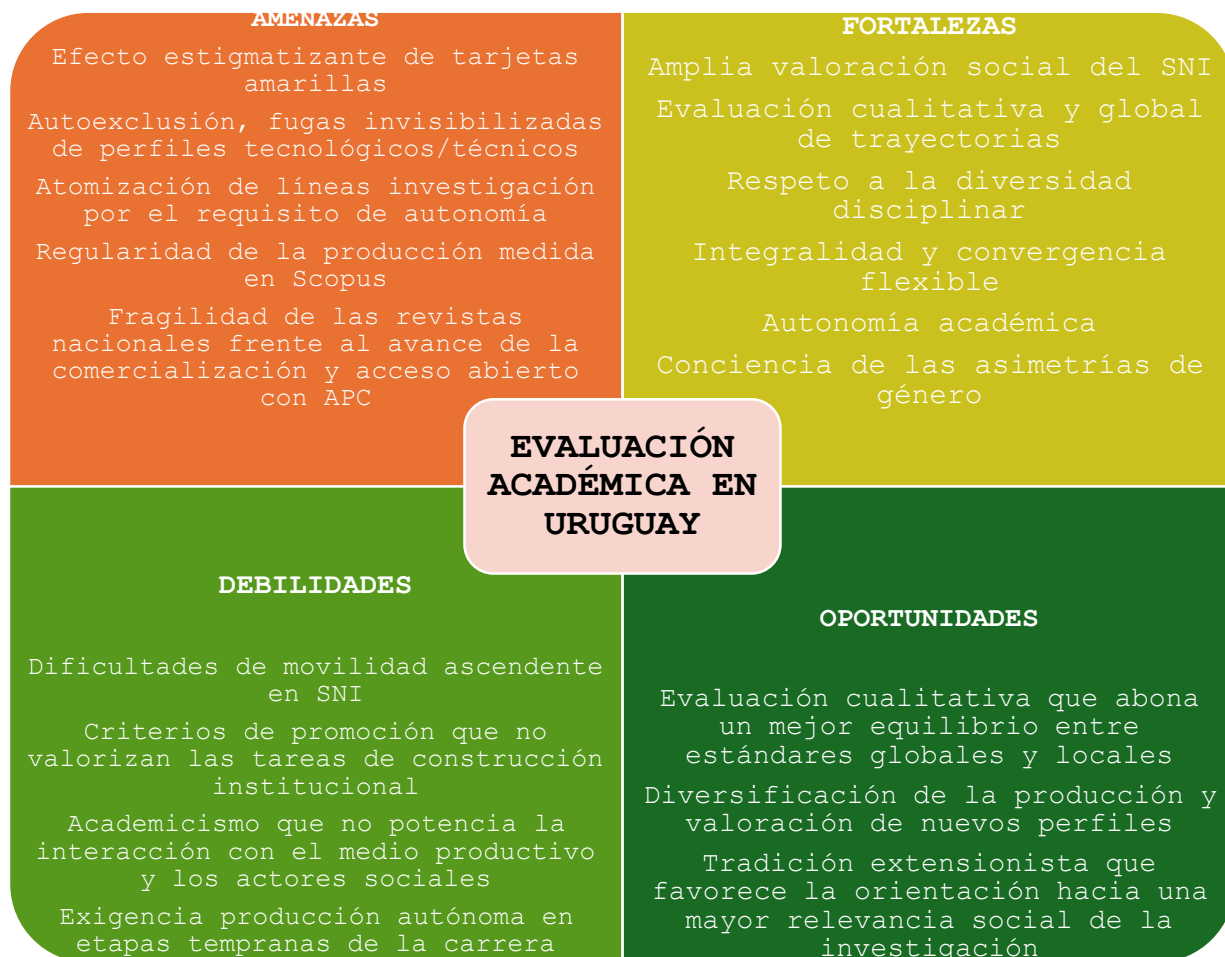 AMENAZAS
Efecto estigmatizante de tarjetas
amarillas
Autoexclusión, fugas invisibilizadas
de perfiles tecnológicos/técnicos
Atomización de líneas investigación
por el requisito de autonomía
Regularidad de la producción medida
en Scopus
Fragilidad de las revistas
nacionales frente al avance de la
comercialización y acceso abierto
con APC
FORTALEZAS
Amplia valoración social del SNI
Evaluación cualitativa y global
de trayectorias
Respeto a la diversidad
disciplinar
Integralidad y convergencia
flexible
Autonomía académica
Conciencia de las asimetrías de
género
EVALUACIÓN
ACADÉMICA EN
URUGUAY
DEBILIDADES
Dificultades de movilidad ascendente
en SNI
Criterios de promoción que no
valorizan las tareas de construcción
institucional
Academicismo que no potencia la
interacción con el medio productivo
y los actores sociales
Exigencia producción autónoma en
etapas tempranas de la carrera
OPORTUNIDADES
Evaluación cualitativa que abona
un mejor equilibrio entre
estándares globales y locales
Diversificación de la producción y
valoración de nuevos perfiles
Tradición extensionista que
favorece la orientación hacia una
mayor relevancia social de la
investigación